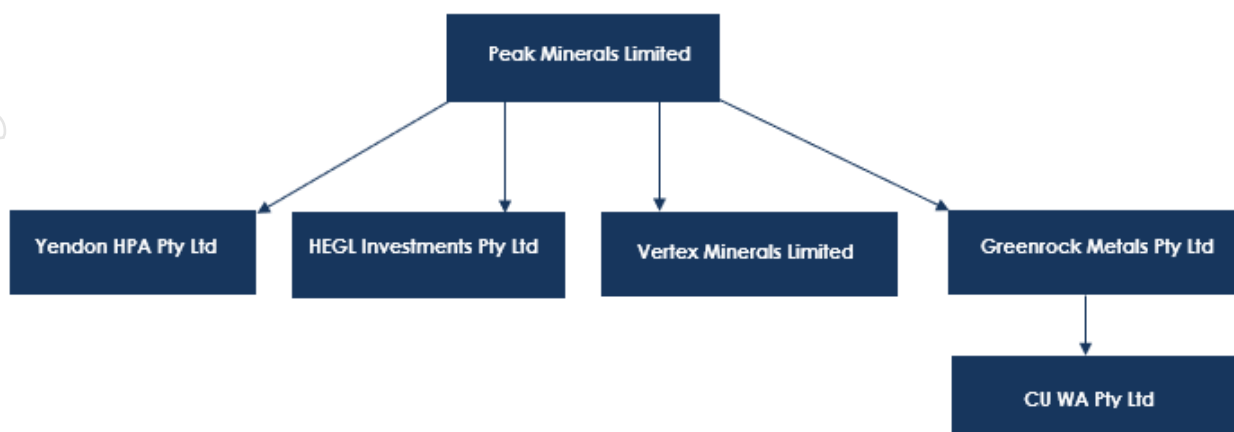 Peak Minerals Limited
Yendon HPA Pty Ltd
HEGL Investments Pty Ltd
Vertex Minerals Limited
Greenrock Metals Pty Ltd
CU WA Pty Ltd